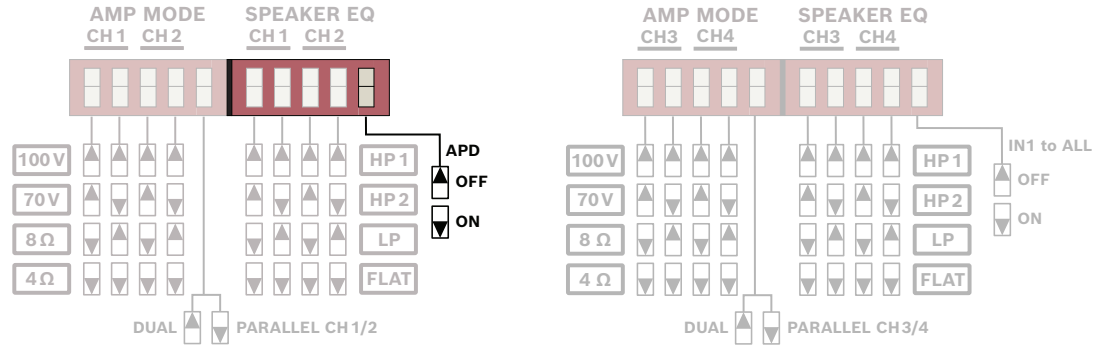 AMP MODE SPEAKER EQ
CH 1 CH 2 CH 1 CH 2
100 V HP 1
70 V HP 2
8 Ω LP
4 Ω FLAT
APD
OFF
ON
DUAL PARALLEL CH 1/2
AMP MODE SPEAKER EQ
CH3 CH4 CH3 CH4
100 V HP 1
70 V HP 2
8 Ω LP
4 Ω FLAT
IN1 to ALL
OFF
ON
DUAL PARALLEL CH 3/4